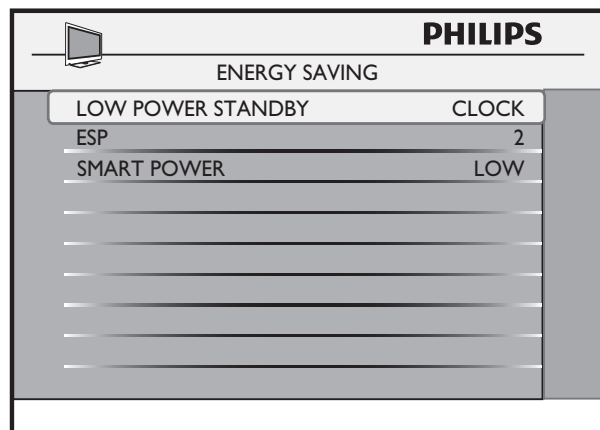 PHILIPS
ENERGY SAVING
LOW POWER STANDBY CLOCK
ESP 2
SMART POWER LOW